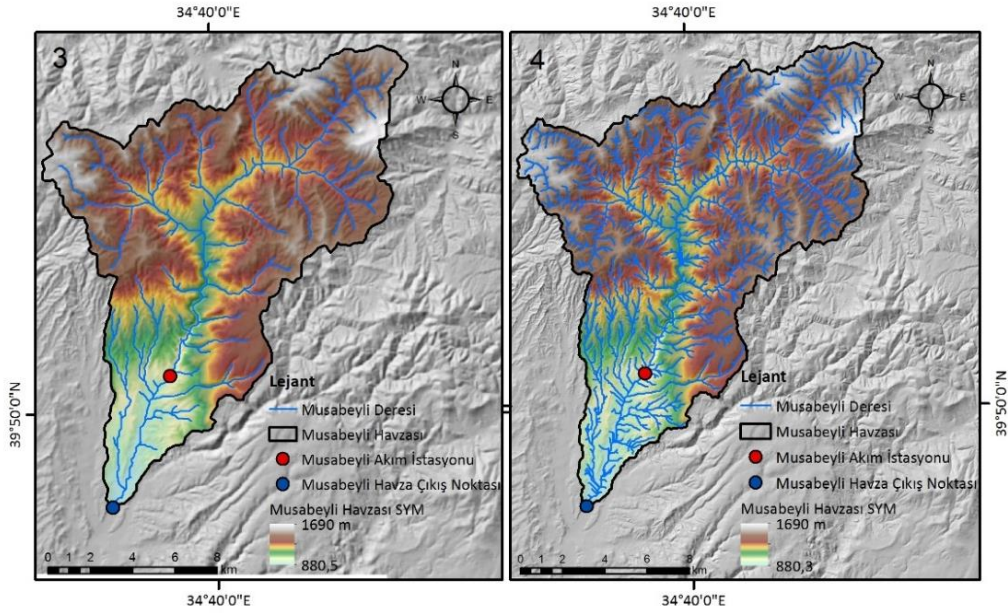 34°40'0"E
34°40'0"E
3
N
W E
S
Lejant
Musabeyli Deresi
Musabeyli Havzası
Musabeyli Akım İstasyonu
Musabeyli Havza Çıkış Noktası
Musabeyli Havzası SYM
1690 m
880,5
0 2 4 6 8
km
39°50'0"N
34°40'0"E
4
N
W E
S
Lejant
Musabeyli Deresi
Musabeyli Havzası
Musabeyli Akım İstasyonu
Musabeyli Havza Çıkış Noktası
Musabeyli Havzası SYM
1690 m
880,3
0 2 4 6 8
km
39°50'0"N
34°40'0"E